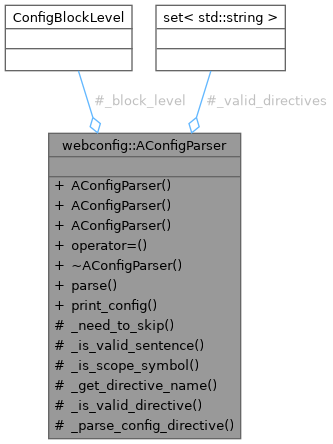 ConfigBlockLevel
set< std::string >
#_block_level
#_valid_directives
webconfig::AConfigParser
+ AConfigParser()
+ AConfigParser()
+ AConfigParser()
+ operator=()
+ ~AConfigParser()
+ parse()
+ print_config()
# _need_to_skip()
# _is_valid_sentence()
# _is_scope_symbol()
# _get_directive_name()
# _is_valid_directive()
# _parse_config_directive()